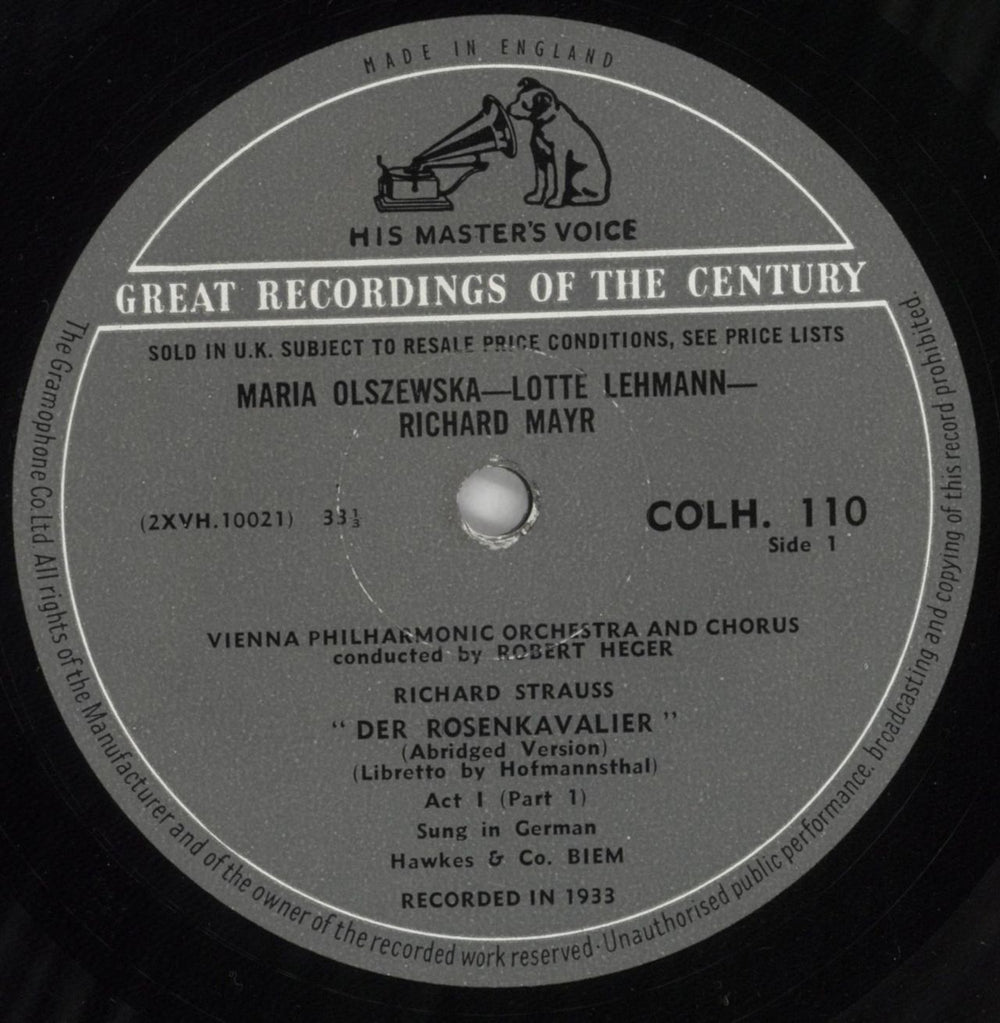 MADE IN ENGLAND
HIS MASTER'S VOICE
GREAT RECORDINGS OF THE CENTURY
SOLD IN U.K. SUBJECT TO RESALE PRICE CONDITIONS, SEE PRICE LISTS
MARIA OLSZEWSKA—LOTTE LEHMANN—
RICHARD MAYR
(2XVH.10021) 33⅓
COLH. 110
Side 1
VIENNA PHILHARMONIC ORCHESTRA AND CHORUS
conducted by ROBERT HEGER
RICHARD STRAUSS
" DER ROSENKAVALIER "
(Abridged Version)
(Libretto by Hofmannsthal)
Act I (Part 1)
Sung in German
Hawkes & Co. BIEM
RECORDED IN 1933
The Gramophone Co. Ltd All rights of the Manufacturer and of the owner of the recorded work reserved · Unauthorised public performance, broadcasting and copying of this record prohibited.